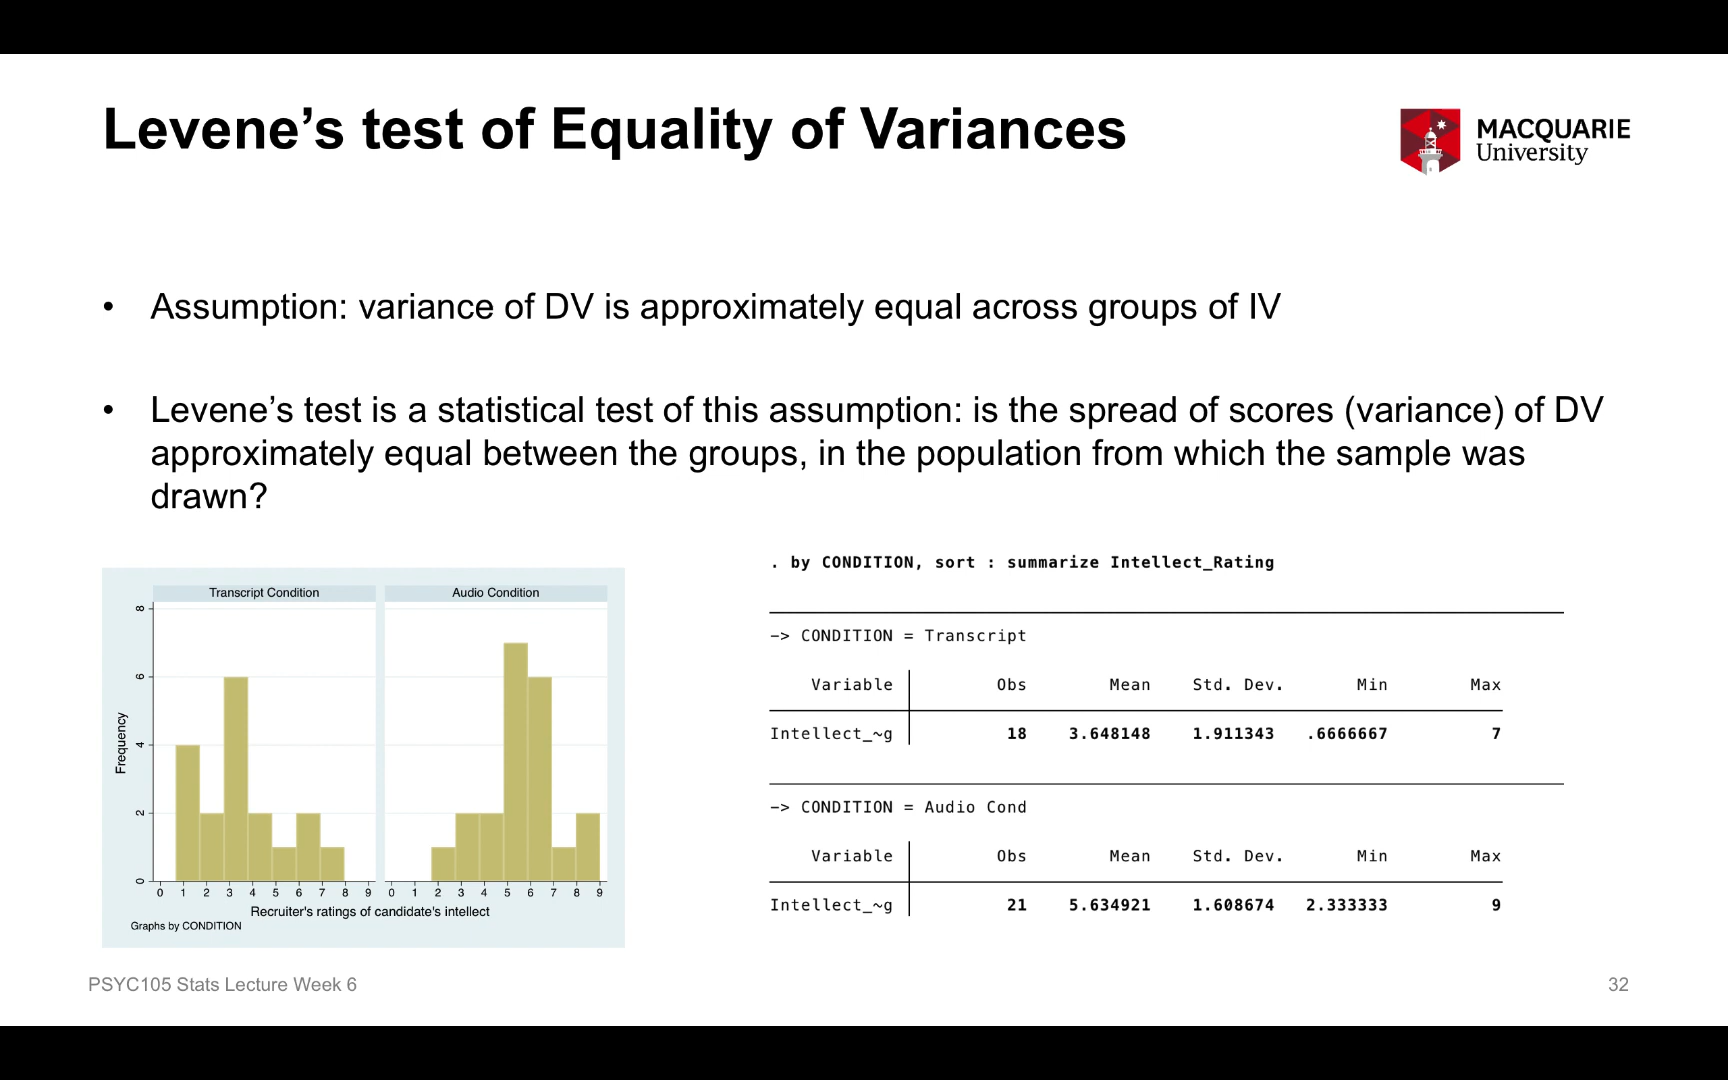 Levene’s test of Equality of Variances
MACQUARIE
University
• Assumption: variance of DV is approximately equal across groups of IV
• Levene’s test is a statistical test of this assumption: is the spread of scores (variance) of DV
approximately equal between the groups, in the population from which the sample was
drawn?
Transcript Condition Audio Condition
Frequency
8
6
4
2
0
0 1 2 3 4 5 6 7 8 9 0 1 2 3 4 5 6 7 8 9
Recruiter's ratings of candidate's intellect
Graphs by CONDITION
. by CONDITION, sort : summarize Intellect_Rating
-> CONDITION = Transcript
Variable Obs Mean Std. Dev. Min Max
Intellect_~g 18 3.648148 1.911343 .6666667 7
-> CONDITION = Audio Cond
Variable Obs Mean Std. Dev. Min Max
Intellect_~g 21 5.634921 1.608674 2.333333 9
PSYC105 Stats Lecture Week 6
32